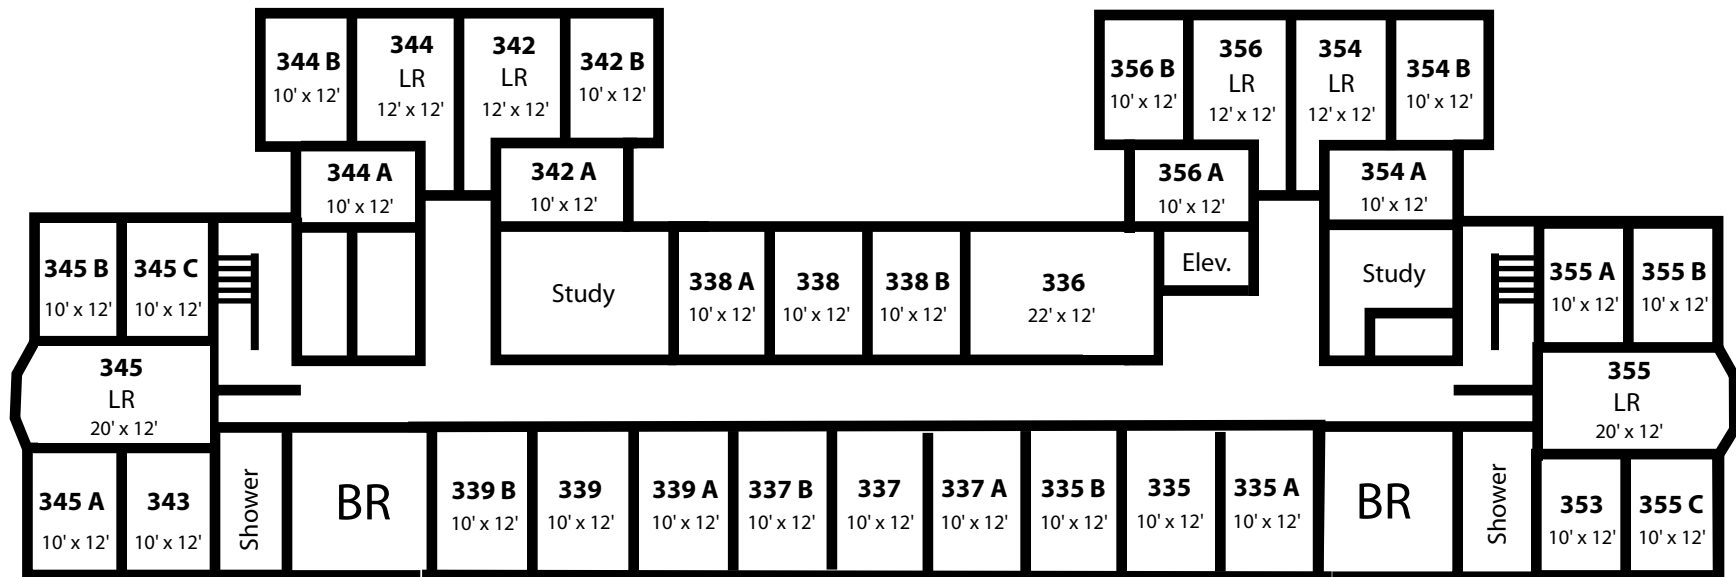 344 B
10' x 12'
344
LR
12' x 12'
342
LR
12' x 12'
342 B
10' x 12'
356 B
10' x 12'
356
LR
12' x 12'
354
LR
12' x 12'
354 B
10' x 12'
344 A
10' x 12'
342 A
10' x 12'
356 A
10' x 12'
354 A
10' x 12'
345 B
10' x 12'
345 C
10' x 12'
Study
338 A
10' x 12'
338
10' x 12'
338 B
10' x 12'
336
22' x 12'
Elev.
Study
355 A
10' x 12'
355 B
10' x 12'
345
LR
20' x 12'
355
LR
20' x 12'
345 A
10' x 12'
343
10' x 12'
Shower
BR
339 B
10' x 12'
339
10' x 12'
339 A
10' x 12'
337 B
10' x 12'
337
10' x 12'
337 A
10' x 12'
335 B
10' x 12'
335
10' x 12'
335 A
10' x 12'
BR
Shower
353
10' x 12'
355 C
10' x 12'